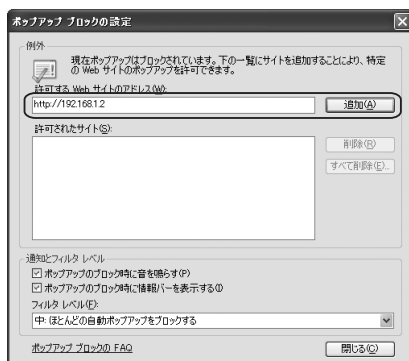 ポップアップ ブロックの設定
例外
現在ポップアップはブロックされています。下の一覧にサイトを追加することにより、特定
の Web サイトのポップアップを許可できます。
許可する Web サイトのアドレス(W):
http://192.168.1.2
追加(A)
許可されたサイト(S):
削除(R)
すべて削除(E)...
通知とフィルタ レベル
ポップアップのブロック時に音を鳴らす(P)
ポップアップのブロック時に情報バーを表示する(I)
フィルタ レベル(F):
中: ほとんどの自動ポップアップをブロックする
ポップアップ ブロックの FAQ
閉じる(C)